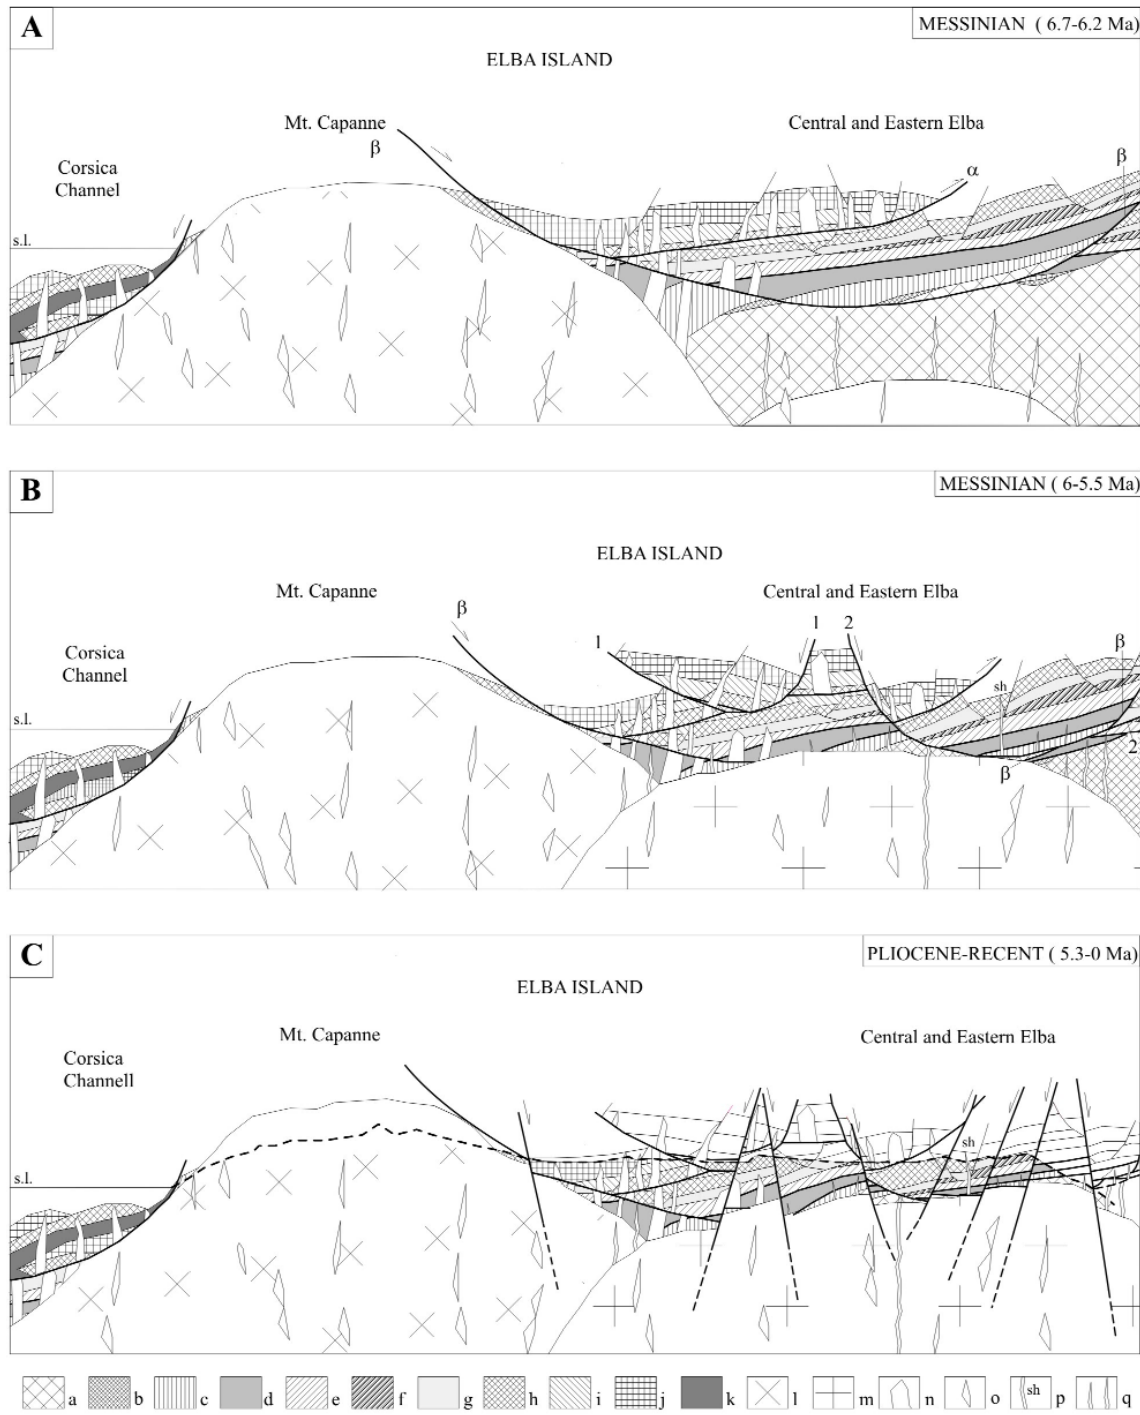 A
MESSINIAN ( 6.7-6.2 Ma)
ELBA ISLAND
Mt. Capanne
Central and Eastern Elba
β
β
Corsica
Channel
α
s.l.
B
MESSINIAN ( 6-5.5 Ma)
ELBA ISLAND
Mt. Capanne
Central and Eastern Elba
β
1
1
2
β
Corsica
Channel
sh
s.l.
2
β
C
PLIOCENE-RECENT ( 5.3-0 Ma)
ELBA ISLAND
Mt. Capanne
Central and Eastern Elba
Corsica
Channell
sh
s.l.
a b c d e f g h i j k l m n o sh p q